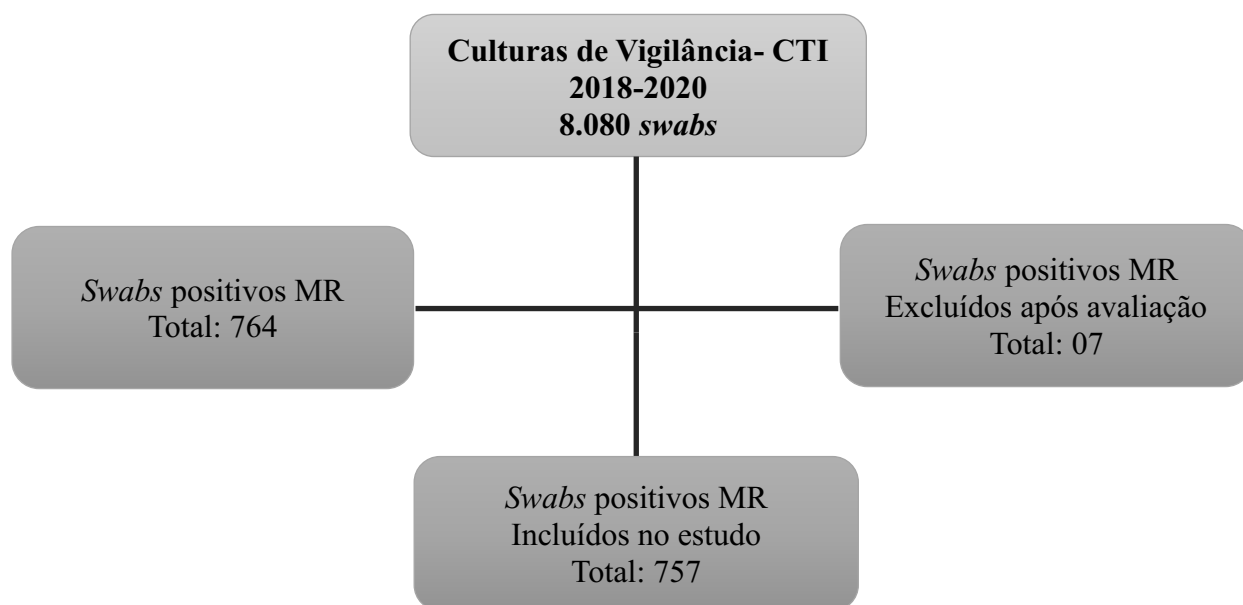 Culturas de Vigilância- CTI
2018-2020
8.080 swabs
Swabs positivos MR
Total: 764
Swabs positivos MR
Excluídos após avaliação
Total: 07
Swabs positivos MR
Incluídos no estudo
Total: 757